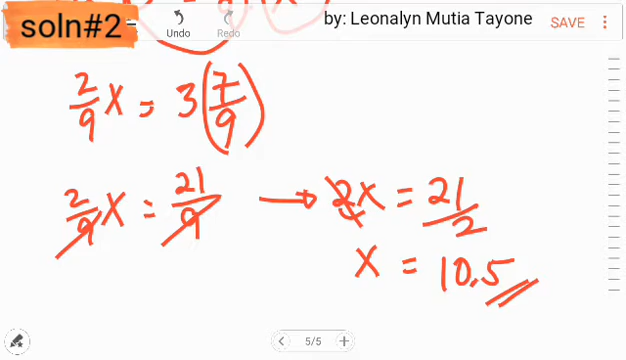 soln#2
Undo
Redo
by: Leonalyn Mutia Tayone
SAVE
2/9 x = 3(7/9)
2/9 x = 21/9 → 2x = 21/2
x = 10.5
5/5